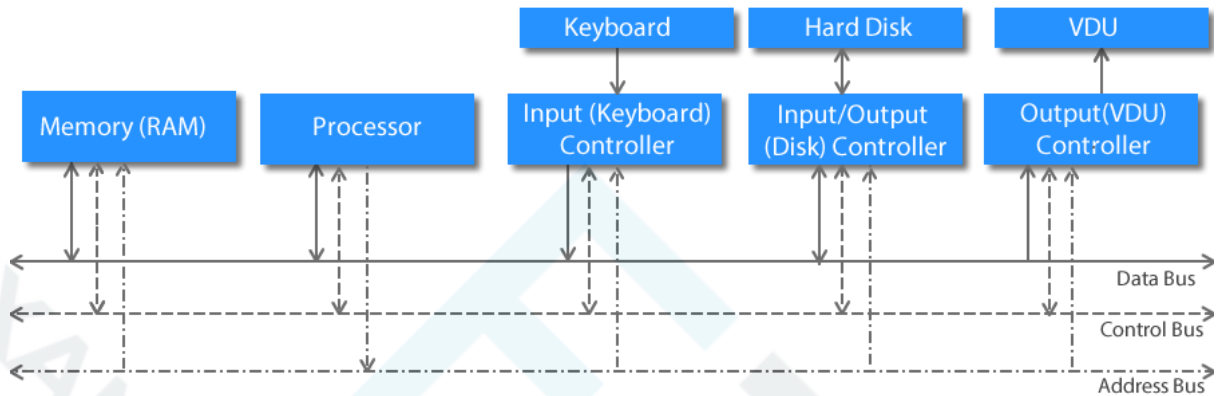 Keyboard
Hard Disk
VDU
Memory (RAM)
Processor
Input (Keyboard)
Controller
Input/Output
(Disk) Controller
Output(VDU)
Controller
Data Bus
Control Bus
Address Bus